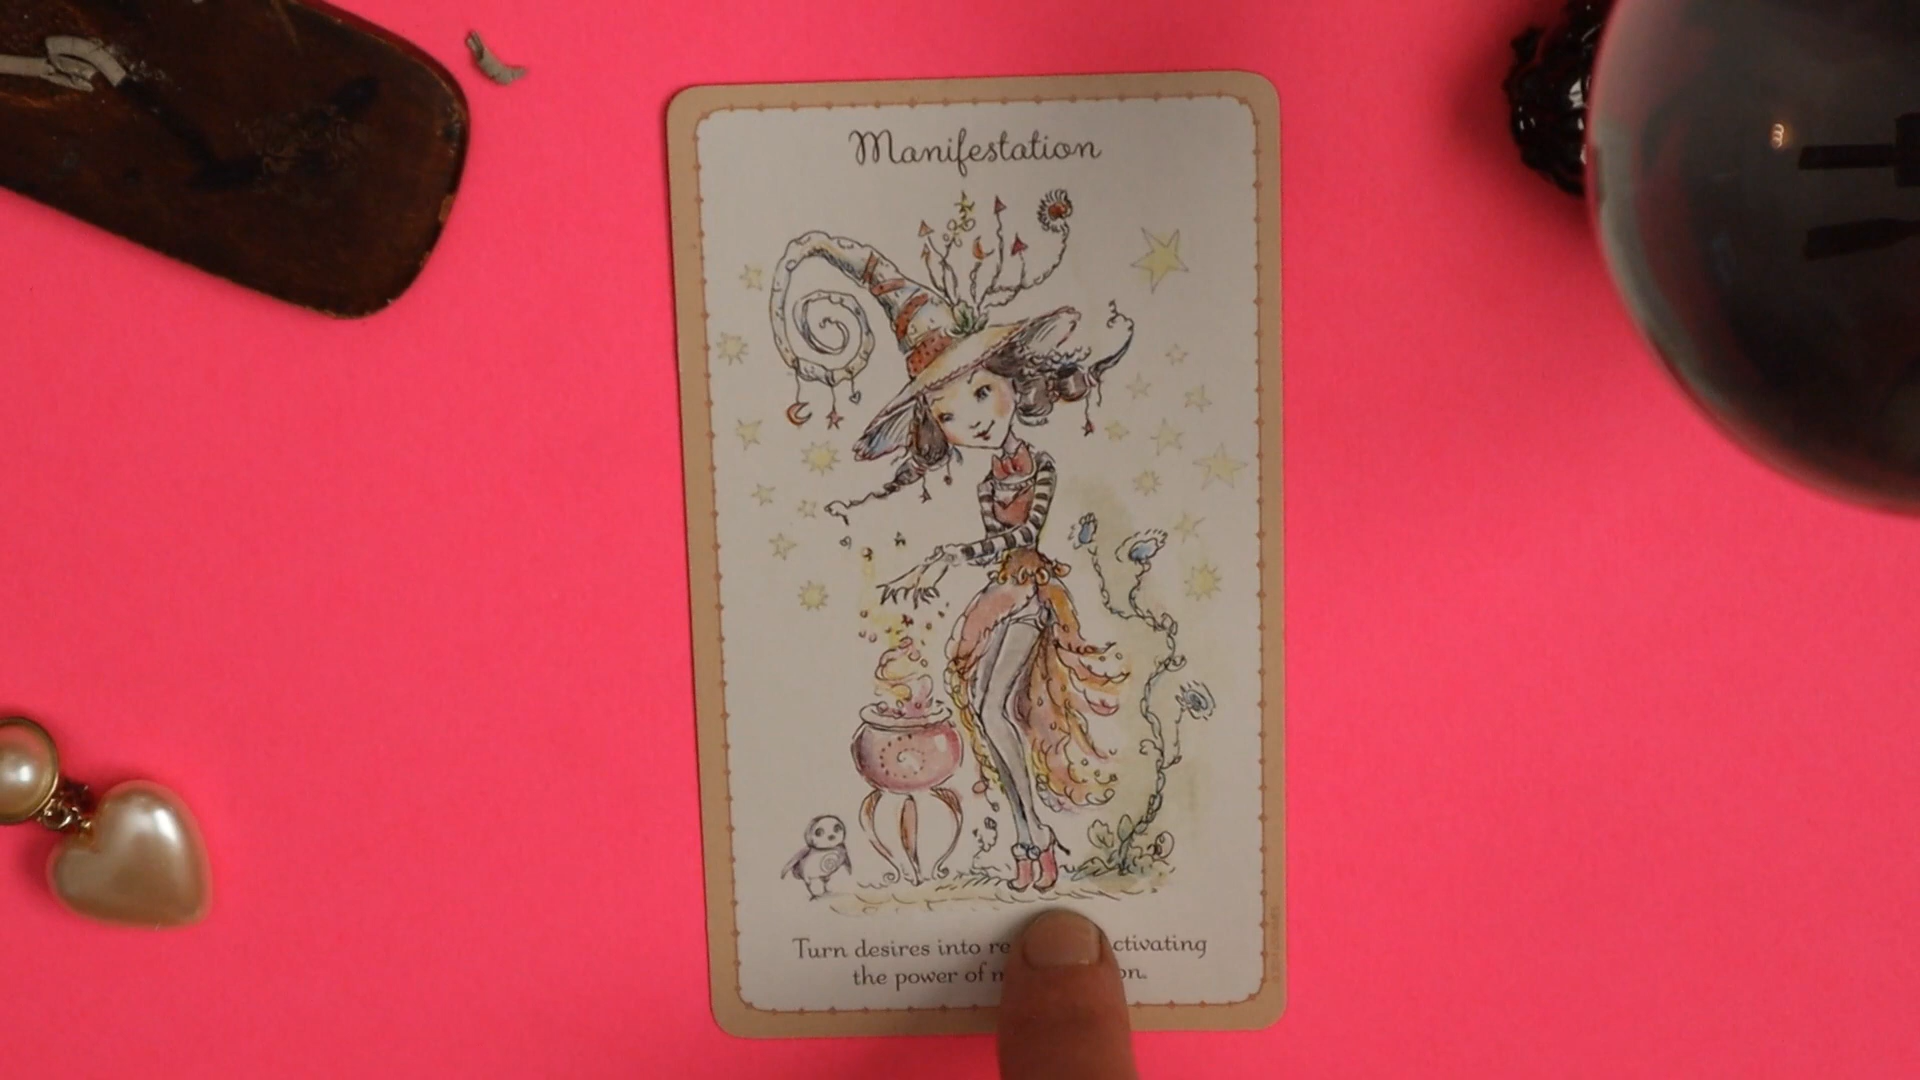 Manifestation
Turn desires into re ctivating
the power of m on.